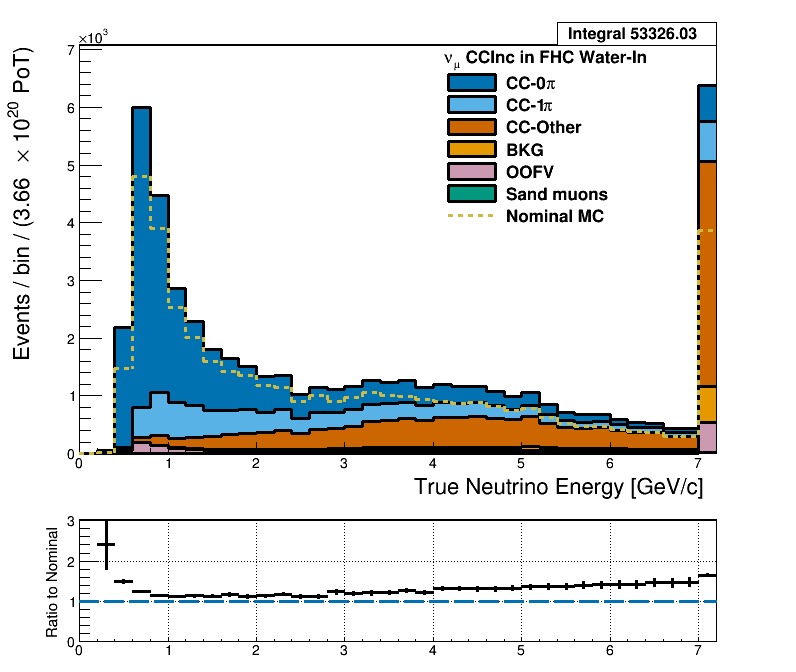 Integral 53326.03
×10³
ν_μ CCInc in FHC Water-In
CC-0π
CC-1π
CC-Other
BKG
OOFV
Sand muons
Nominal MC
Events / bin / (3.66 × 10²⁰ PoT)
7
6
5
4
3
2
1
0
0 1 2 3 4 5 6 7
True Neutrino Energy [GeV/c]
Ratio to Nominal
3
2
1
0
0 1 2 3 4 5 6 7